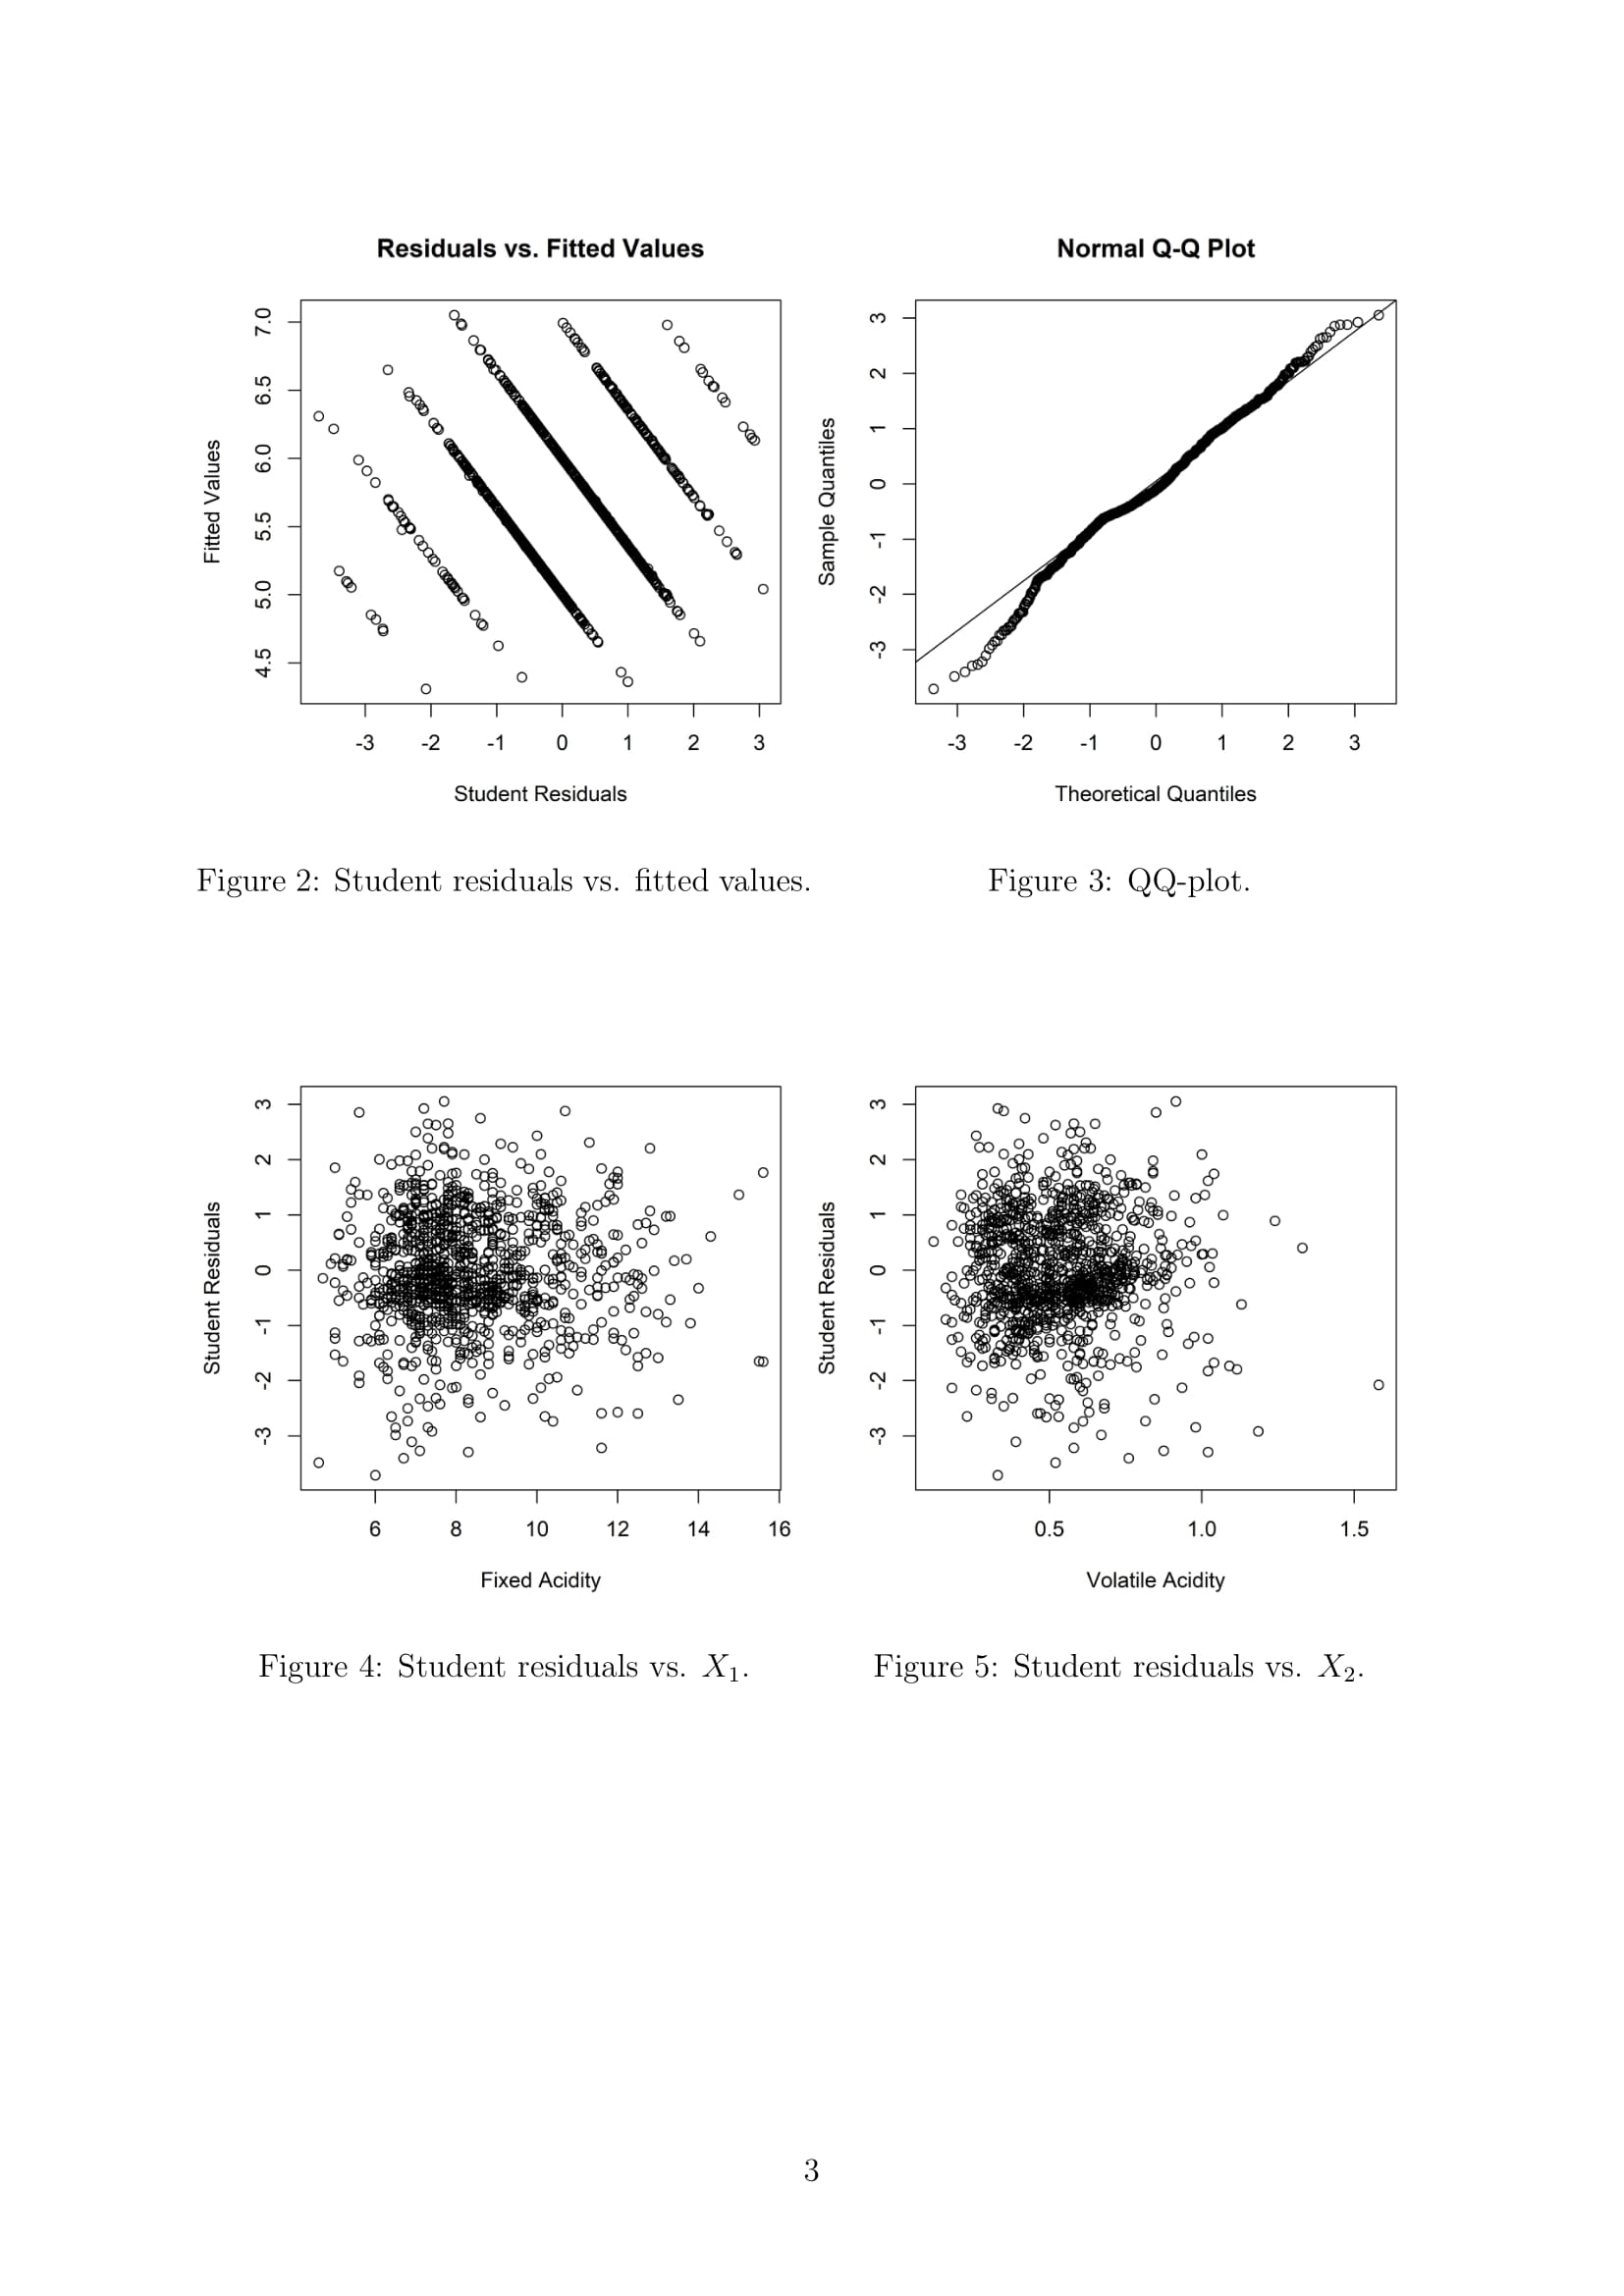 Residuals vs. Fitted Values
Fitted Values
4.5 5.0 5.5 6.0 6.5 7.0
-3 -2 -1 0 1 2 3
Student Residuals
Figure 2: Student residuals vs. fitted values.
Normal Q-Q Plot
Sample Quantiles
-3 -2 -1 0 1 2 3
-3 -2 -1 0 1 2 3
Theoretical Quantiles
Figure 3: QQ-plot.
Student Residuals
-3 -2 -1 0 1 2 3
6 8 10 12 14 16
Fixed Acidity
Figure 4: Student residuals vs. X₁.
Student Residuals
-3 -2 -1 0 1 2 3
0.5 1.0 1.5
Volatile Acidity
Figure 5: Student residuals vs. X₂.
3